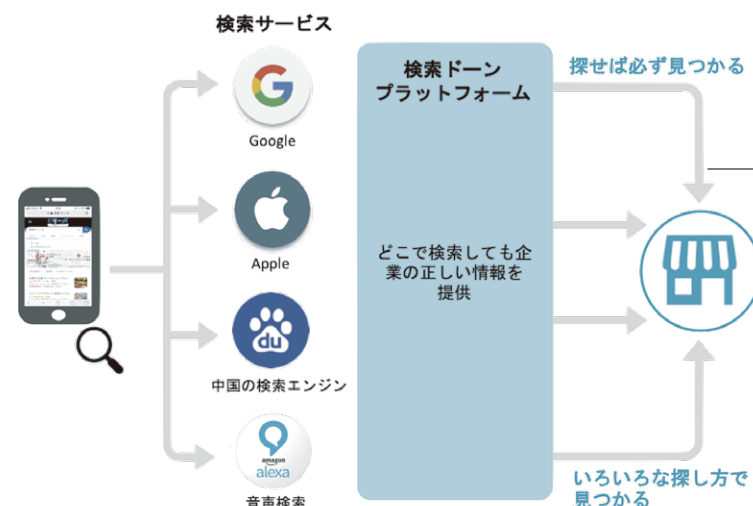 検索サービス
Google
Apple
du
中国の検索エンジン
amazon
alexa
音声検索
検索ドーン
プラットフォーム
どこで検索しても企
業の正しい情報を
提供
探せば必ず見つかる
いろいろな探し方で
見つかる